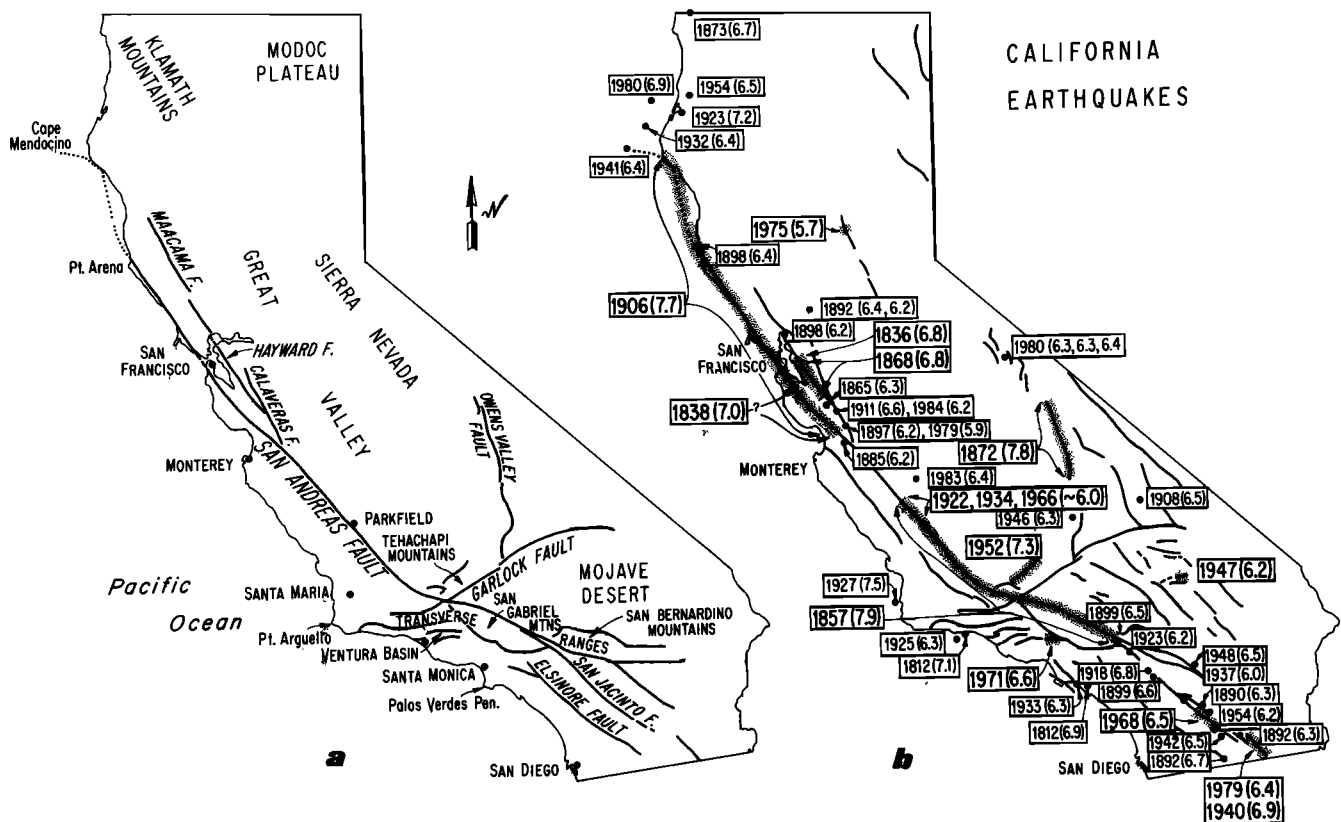 KLAMATH
MOUNTAINS
MODOC
PLATEAU
Cape
Mendocino
N
MAACAMA F.
Pt. Arena
GREAT
VALLEY
SIERRA
NEVADA
HAYWARD F.
SAN
FRANCISCO
CALAVERAS F.
OWENS VALLEY
FAULT
MONTEREY
SAN ANDREAS FAULT
PARKFIELD
TEHACHAPI
MOUNTAINS
GARLOCK FAULT
MOJAVE
DESERT
Pacific
Ocean
SANTA MARIA
SAN
GABRIEL
MTNS
SAN BERNARDINO
MOUNTAINS
TRANSVERSE
RANGES
Pt. Arguello
VENTURA BASIN
SANTA MONICA
Palos Verdes Pen.
SAN JACINTO F.
ELSINORE FAULT
SAN DIEGO
a
CALIFORNIA
EARTHQUAKES
1873(6.7)
1980(6.9)
1954(6.5)
1923(7.2)
1932(6.4)
1941(6.4)
1975(5.7)
1898(6.4)
1906(7.7)
1892 (6.4, 6.2)
1898(6.2)
1836(6.8)
1868(6.8)
SAN
FRANCISCO
1980(6.3, 6.3, 6.4
1865(6.3)
1838(7.0)
?
1911(6.6), 1984(6.2
1897(6.2), 1979(5.9)
1872(7.8)
1885(6.2)
MONTEREY
1983(6.4)
1922, 1934, 1966(~6.0)
1908(6.5)
1946(6.3)
1952(7.3)
1947(6.2)
1927(7.5)
1857(7.9)
1899(6.5)
1923(6.2)
1925(6.3)
1812(7.1)
1971(6.6)
1948(6.5)
1937(6.0)
1918(6.8)
1899(6.6)
1890(6.3)
1933(6.3)
1954(6.2)
1968(6.5)
1812(6.9)
1892(6.3)
1942(6.5)
1892(6.7)
SAN DIEGO
1979(6.4)
1940(6.9)
b